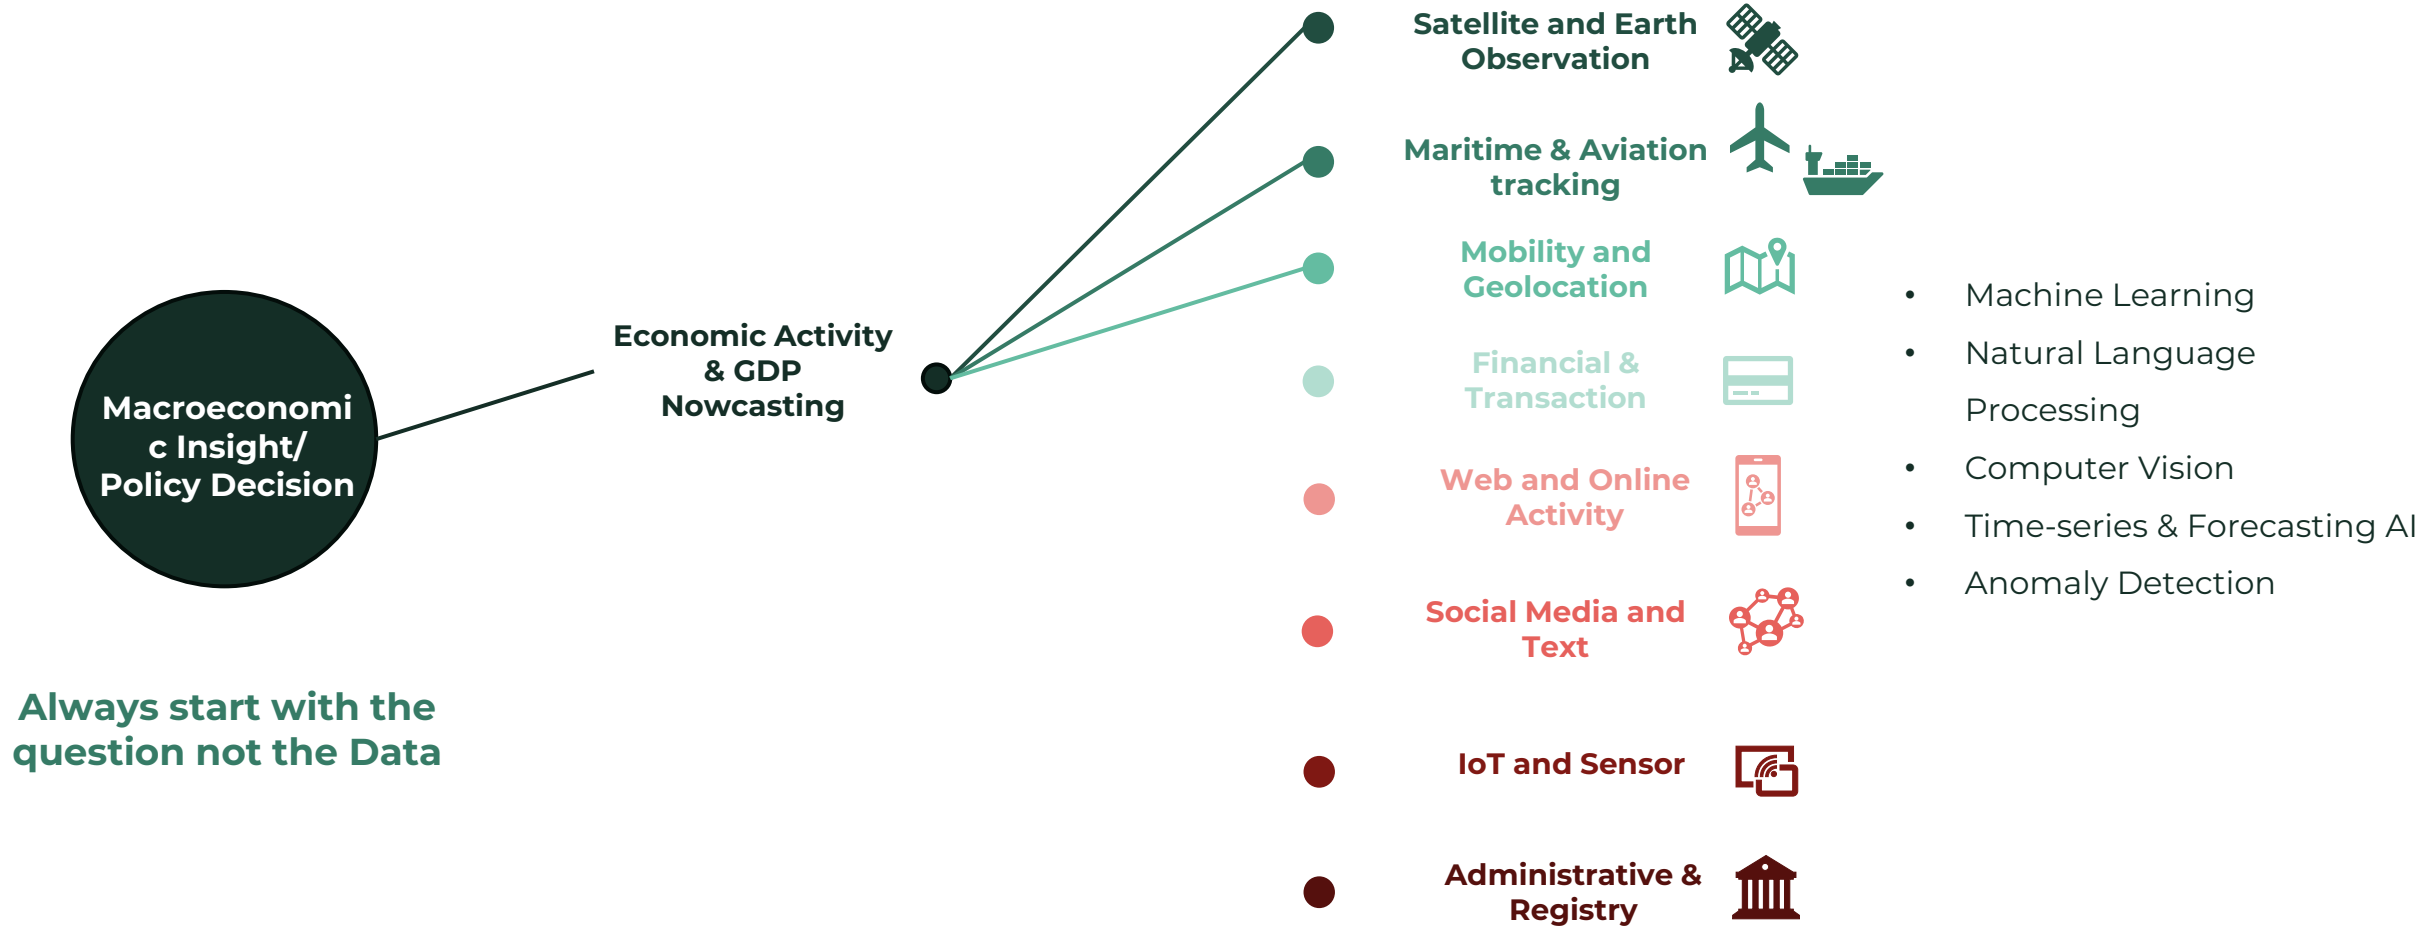 Macroeconomi
c Insight/
Policy Decision
Always start with the
question not the Data
Economic Activity
& GDP
Nowcasting
Satellite and Earth
Observation
Maritime & Aviation
tracking
Mobility and
Geolocation
Financial &
Transaction
Web and Online
Activity
Social Media and
Text
IoT and Sensor
Administrative &
Registry
• Machine Learning
• Natural Language
Processing
• Computer Vision
• Time-series & Forecasting AI
• Anomaly Detection